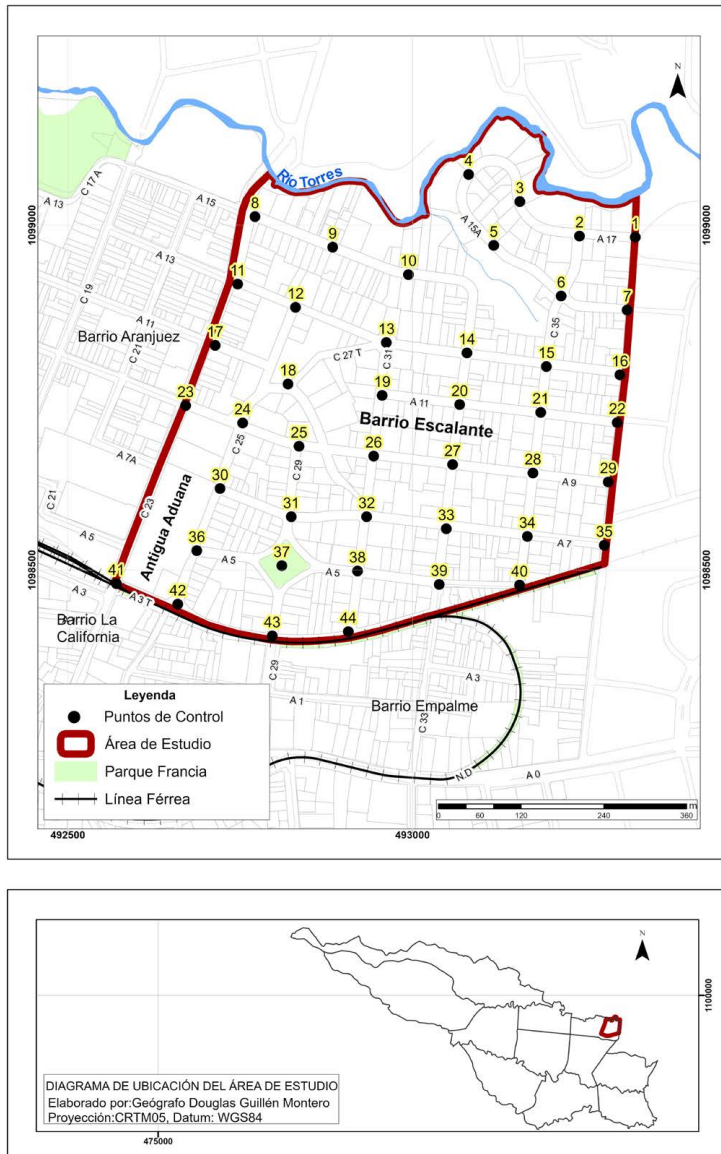 N
Rio Torres
4
3
C 17 A
A 13
A 15
8
A 15A
5
2
A 17
1
1099000
1099000
9
10
A 13
11
6
7
12
C 19
C 35
A 11
17
13
Barrio Aranjuez
C 21
C 27 T
C 31
14
15
16
18
19
A 11
20
21
22
23
24
Barrio Escalante
C 25
25
26
27
28
29
A 7A
C 29
A 9
30
C 21
C 23
Antigua Aduana
31
32
33
34
35
A 5
36
A 5
37
A 5
38
A 7
1098500
1098500
41
A 3
A 3 T
42
39
40
Barrio La
California
43
44
C 29
A 3
A 1
Barrio Empalme
C 33
N.D
A 0
Leyenda
Puntos de Control
Área de Estudio
Parque Francia
Línea Férrea
m
0 60 120 240 360
492500
493000
N
1100000
DIAGRAMA DE UBICACIÓN DEL ÁREA DE ESTUDIO
Elaborado por:Geógrafo Douglas Guillén Montero
Proyección:CRTM05, Datum: WGS84
475000